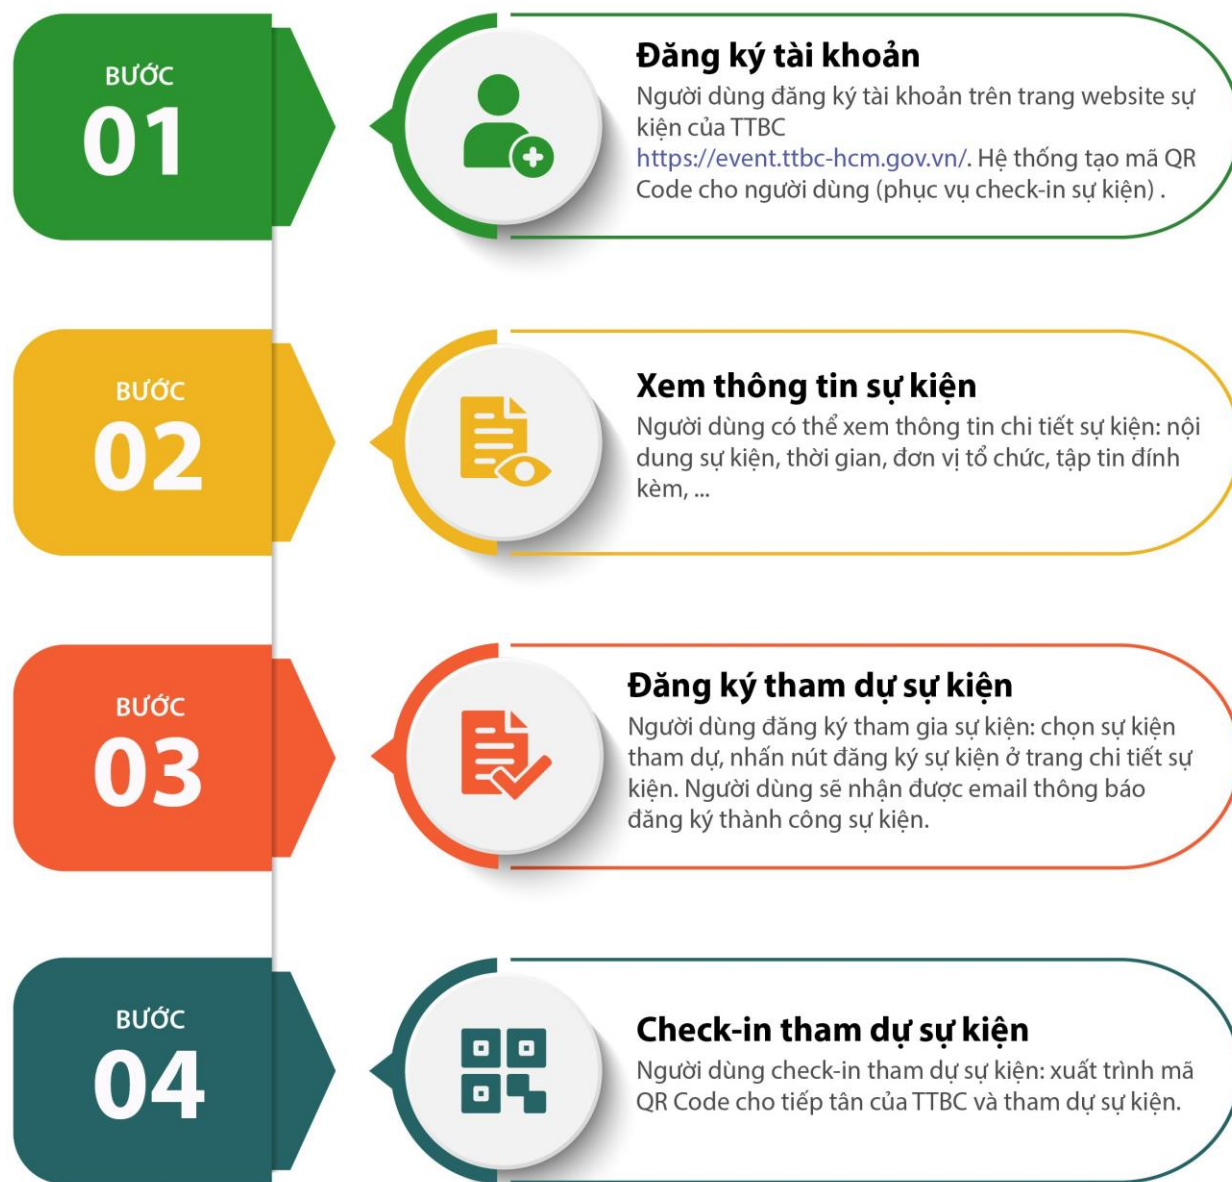 BƯỚC
01
Đăng ký tài khoản
Người dùng đăng ký tài khoản trên trang website sự
kiện của TTBC
https://event.ttbc-hcm.gov.vn/. Hệ thống tạo mã QR
Code cho người dùng (phục vụ check-in sự kiện) .
BƯỚC
02
Xem thông tin sự kiện
Người dùng có thể xem thông tin chi tiết sự kiện: nội
dung sự kiện, thời gian, đơn vị tổ chức, tập tin đính
kèm, ...
BƯỚC
03
Đăng ký tham dự sự kiện
Người dùng đăng ký tham gia sự kiện: chọn sự kiện
tham dự, nhấn nút đăng ký sự kiện ở trang chi tiết sự
kiện. Người dùng sẽ nhận được email thông báo
đăng ký thành công sự kiện.
BƯỚC
04
Check-in tham dự sự kiện
Người dùng check-in tham dự sự kiện: xuất trình mã
QR Code cho tiếp tân của TTBC và tham dự sự kiện.